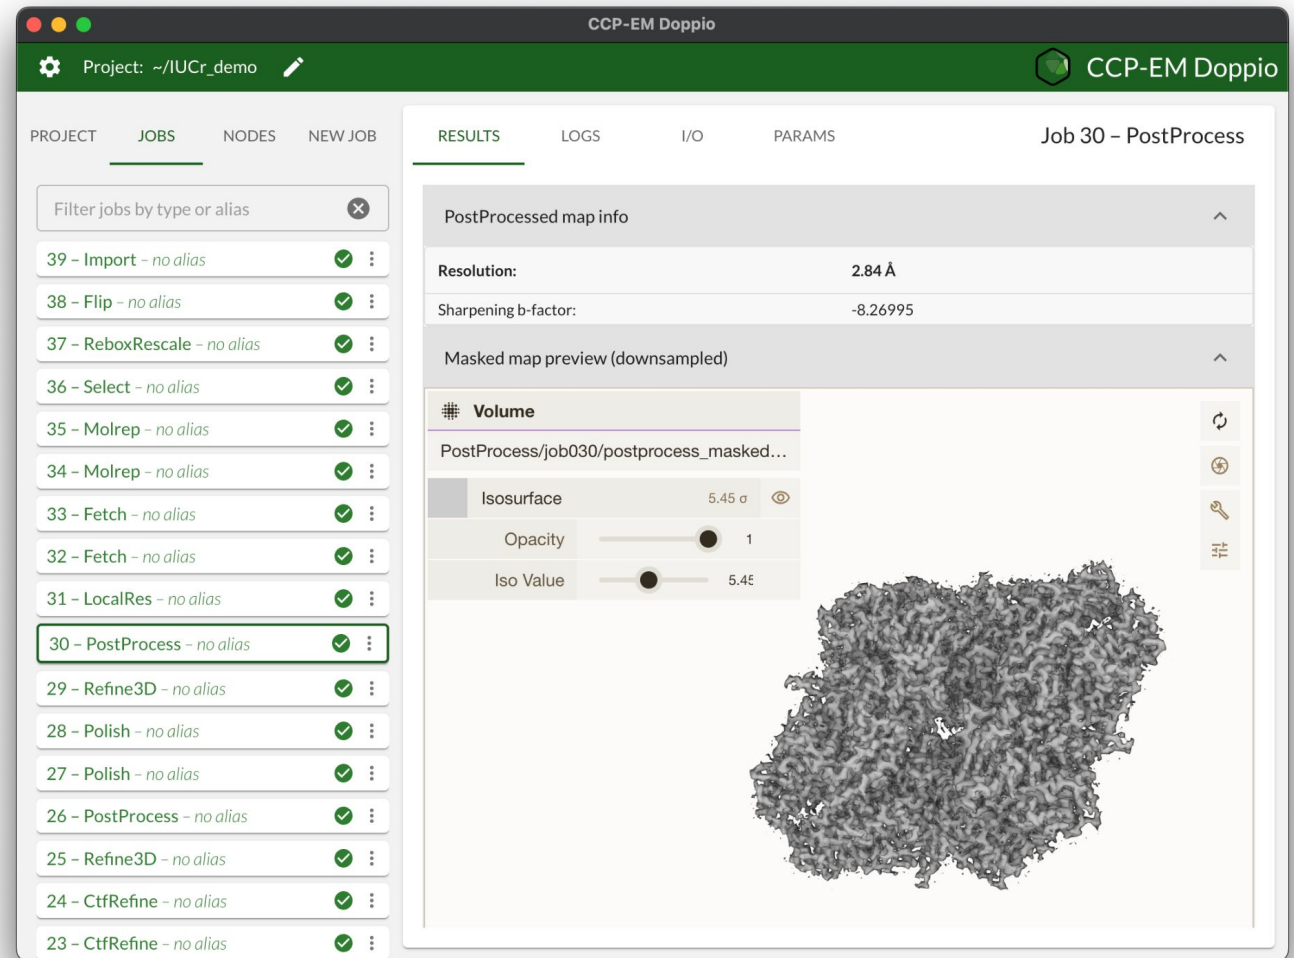 CCP-EM Doppio
Project: ~/IUCr_demo
CCP-EM Doppio
PROJECT JOBS NODES NEW JOB
Filter jobs by type or alias
39 – Import – no alias
38 – Flip – no alias
37 – ReboxRescale – no alias
36 – Select – no alias
35 – Molrep – no alias
34 – Molrep – no alias
33 – Fetch – no alias
32 – Fetch – no alias
31 – LocalRes – no alias
30 – PostProcess – no alias
29 – Refine3D – no alias
28 – Polish – no alias
27 – Polish – no alias
26 – PostProcess – no alias
25 – Refine3D – no alias
24 – CtfRefine – no alias
23 – CtfRefine – no alias
RESULTS LOGS I/O PARAMS
Job 30 – PostProcess
PostProcessed map info
Resolution: 2.84 Å
Sharpening b-factor: -8.26995
Masked map preview (downsampled)
Volume
PostProcess/job030/postprocess_masked...
Isosurface 5.45 σ
Opacity 1
Iso Value 5.45